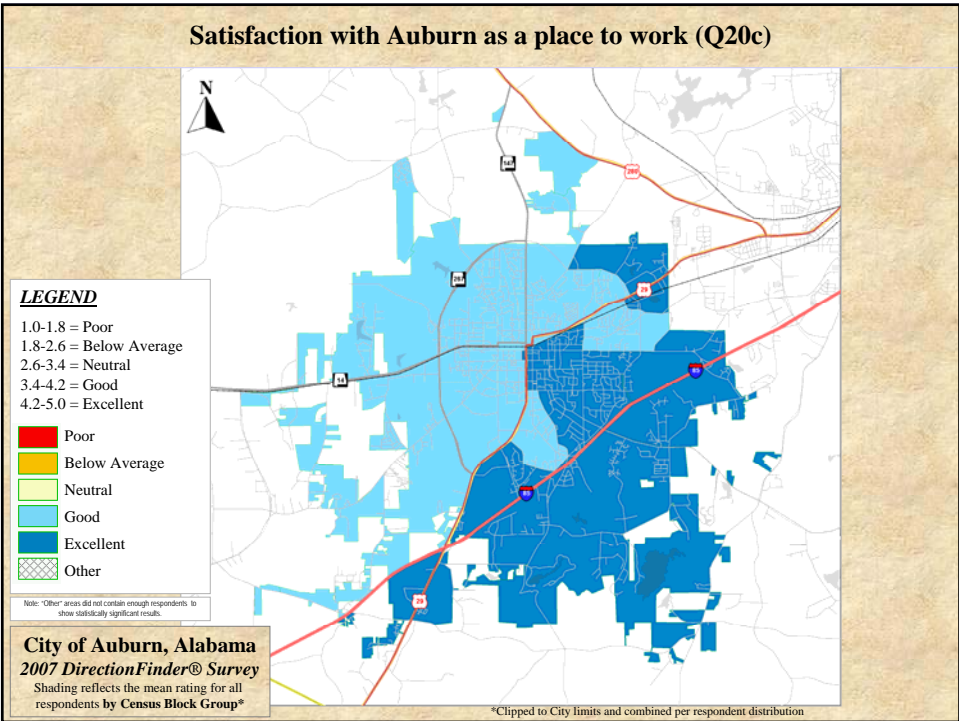 Satisfaction with Auburn as a place to work (Q20c)
N
147
280
267
29
14
85
85
29
LEGEND
1.0-1.8 = Poor
1.8-2.6 = Below Average
2.6-3.4 = Neutral
3.4-4.2 = Good
4.2-5.0 = Excellent
Poor
Below Average
Neutral
Good
Excellent
Other
Note: "Other" areas did not contain enough respondents to
show statistically significant results.
City of Auburn, Alabama
2007 DirectionFinder® Survey
Shading reflects the mean rating for all
respondents by Census Block Group*
*Clipped to City limits and combined per respondent distribution